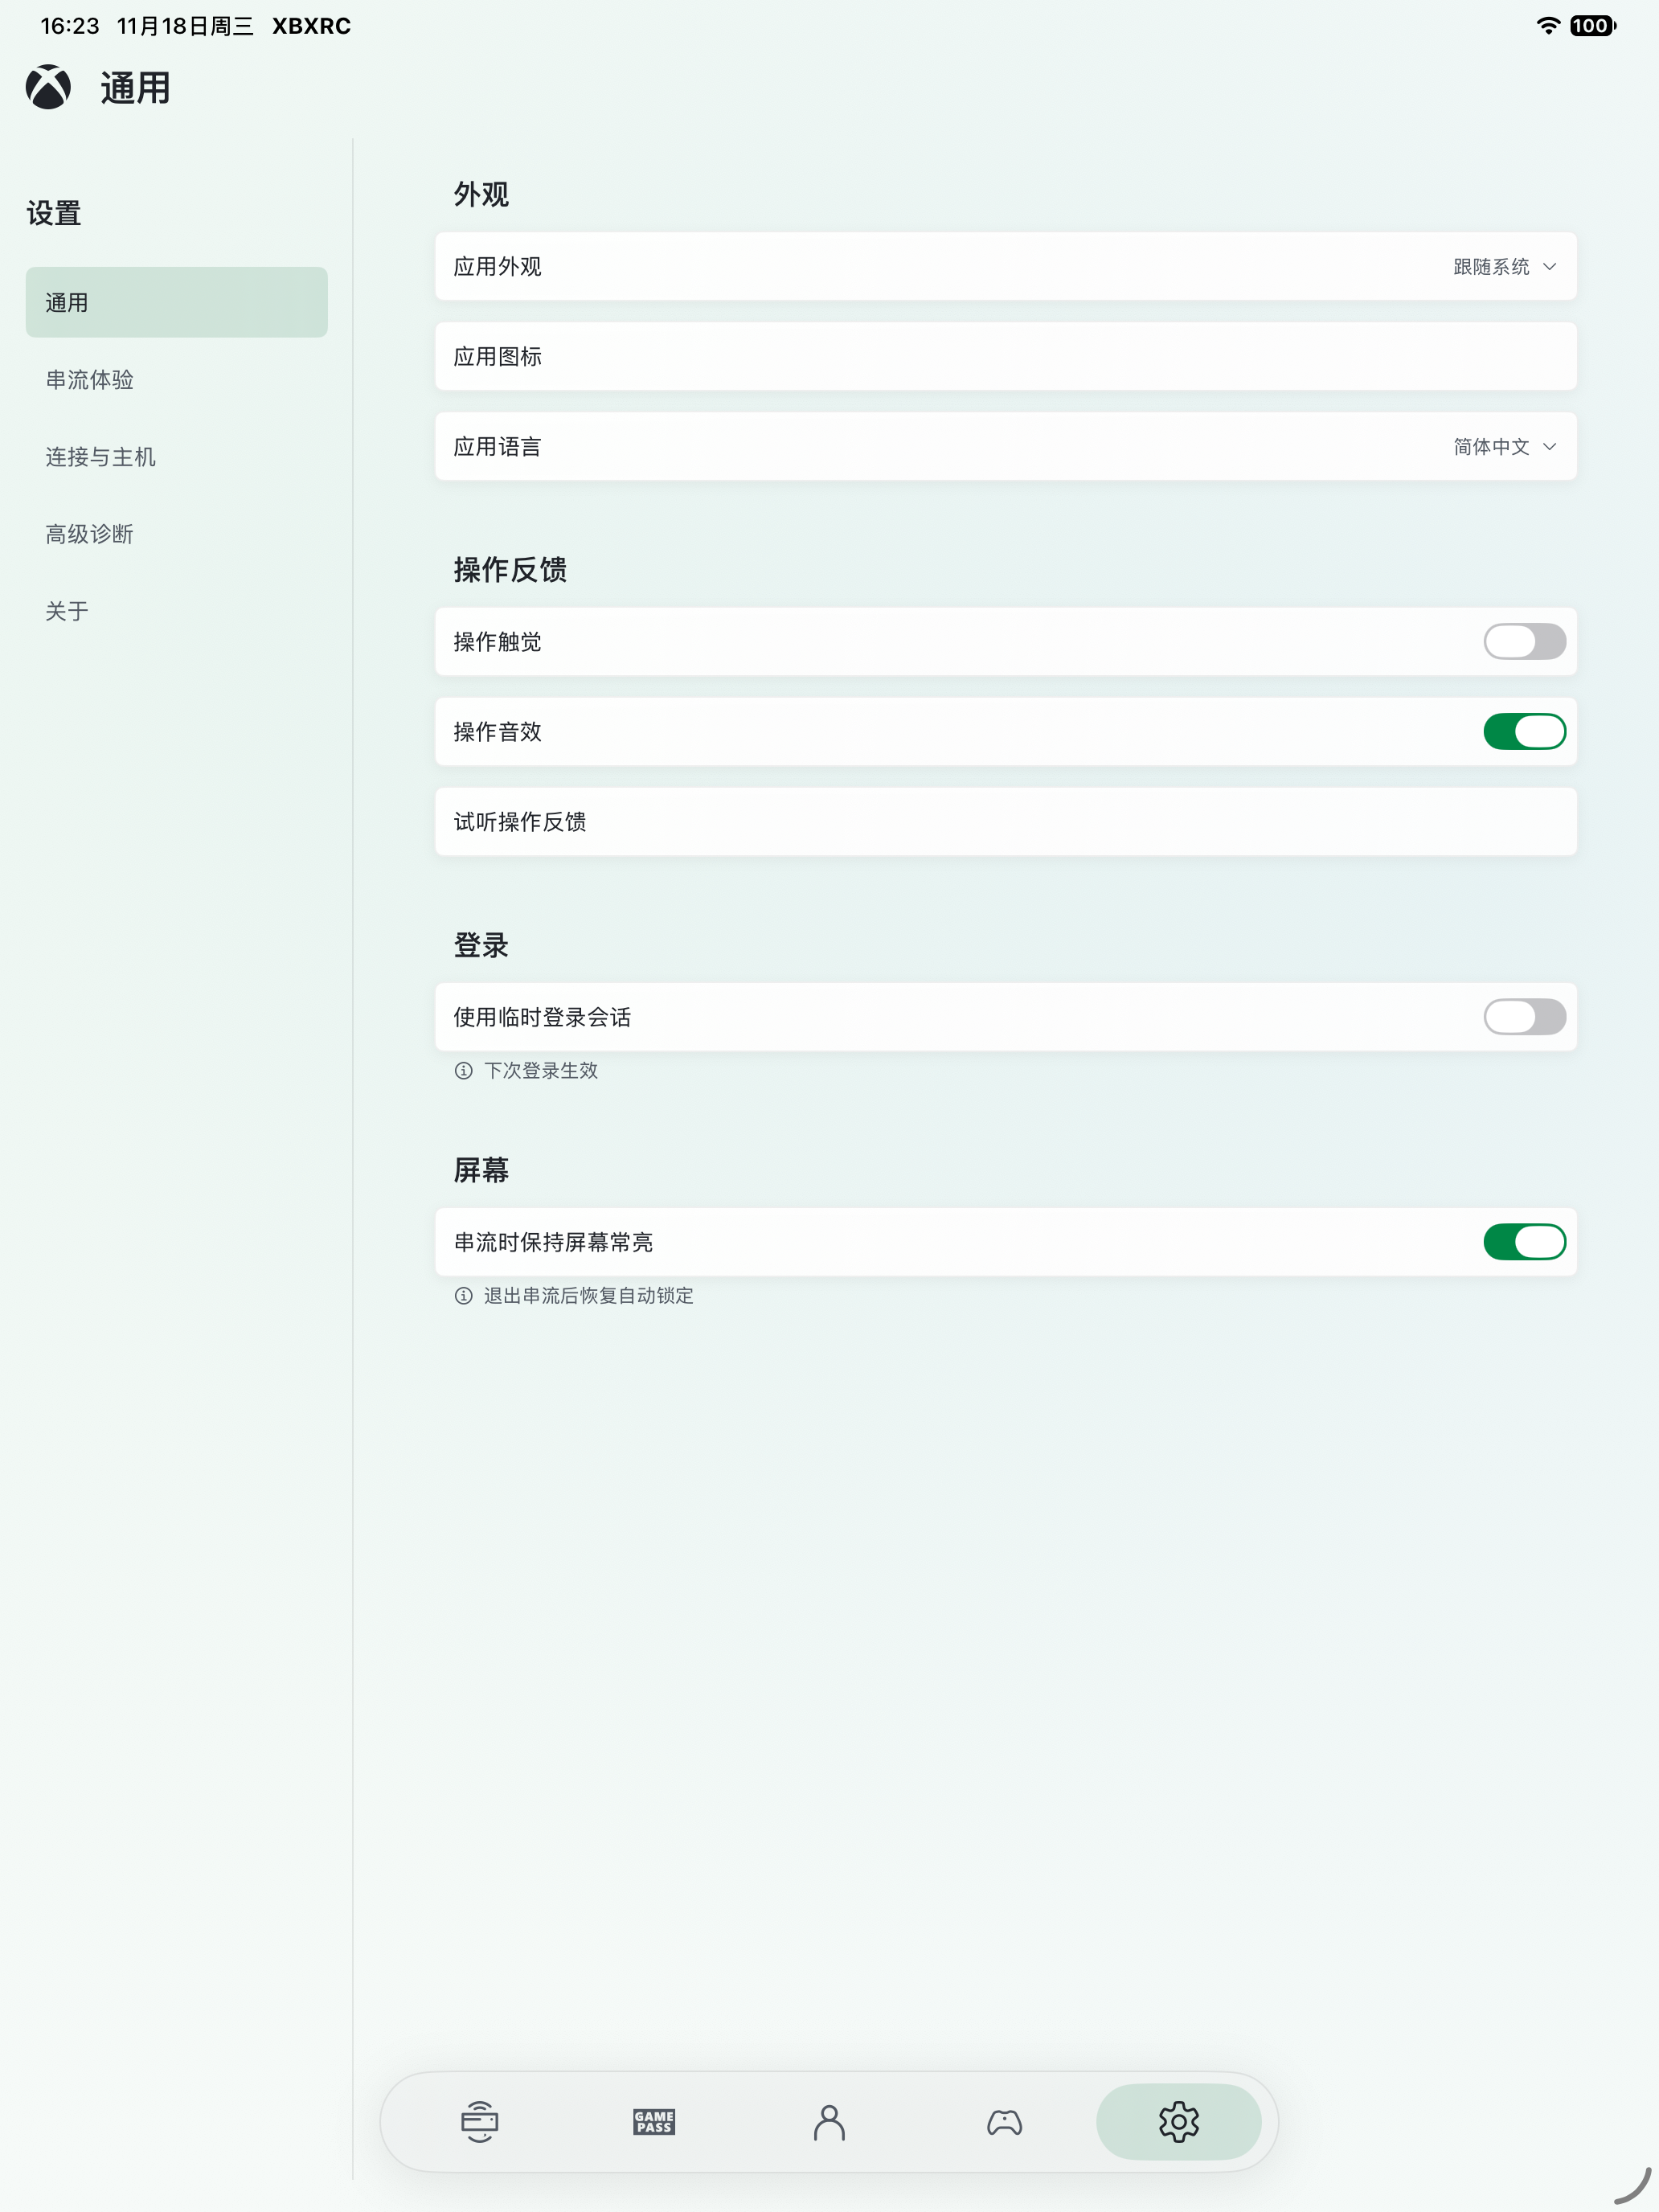 16:23 11月18日周三 XBXRC
100
通用
设置
通用
串流体验
连接与主机
高级诊断
关于
外观
应用外观 跟随系统
应用图标
应用语言 简体中文
操作反馈
操作触觉
操作音效
试听操作反馈
登录
使用临时登录会话
下次登录生效
屏幕
串流时保持屏幕常亮
退出串流后恢复自动锁定
GAME
PASS